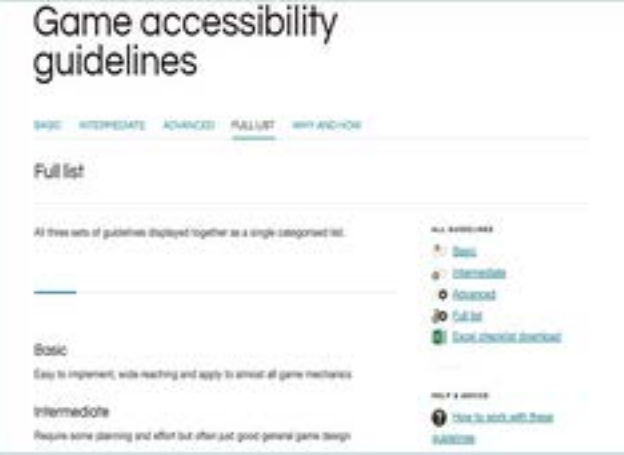 Game accessibility
guidelines
BASIC INTERMEDIATE ADVANCED FULL LIST WHY AND HOW
Full list
All three sets of guidelines displayed together as a single categorised list.
ALL GUIDELINES
Basic
Intermediate
Advanced
Full list
Excel checklist download
Basic
Easy to implement, wide reaching and apply to almost all game mechanics
Intermediate
Require some planning and effort but often just good general game design
HELP & ADVICE
How to work with these
guidelines